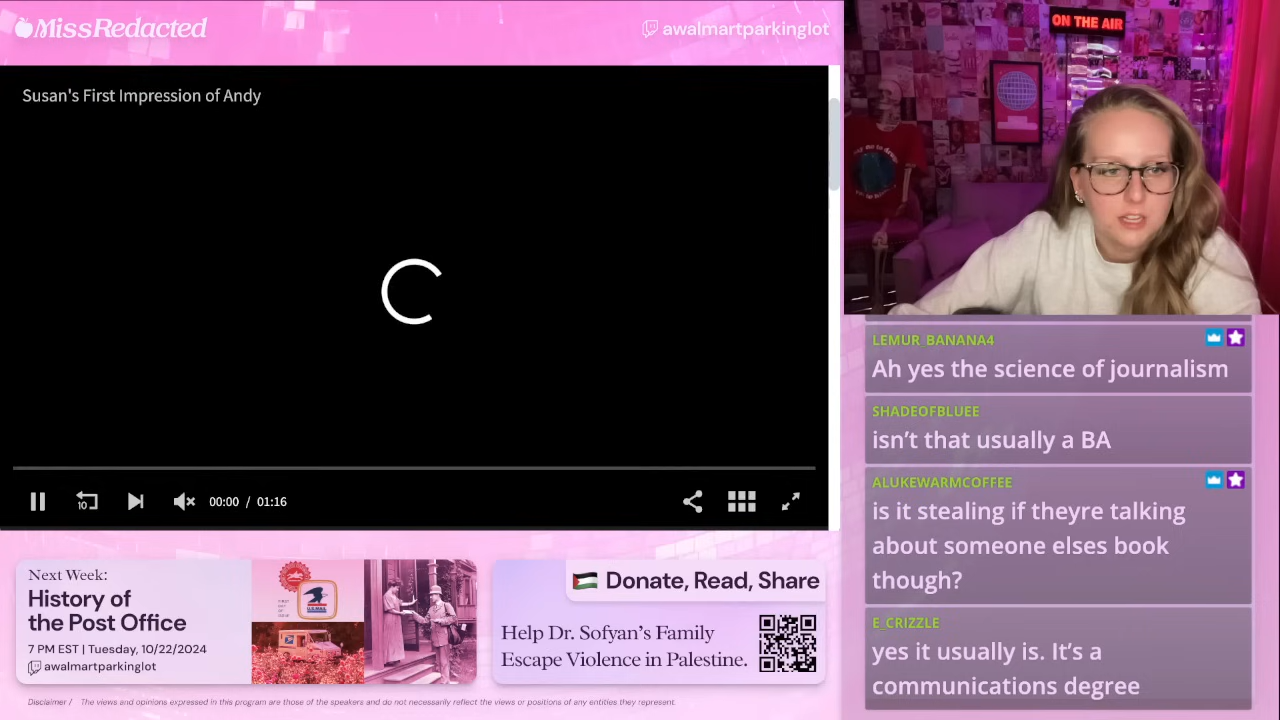 MissRedacted
awalmartparkinglot
ON THE AIR
Susan's First Impression of Andy
10
00:00 / 01:16
LEMUR_BANANA4
Ah yes the science of journalism
SHADEOFBLUEE
isn't that usually a BA
ALUKEWARMCOFFEE
is it stealing if theyre talking
about someone elses book
though?
E_CRIZZLE
yes it usually is. It's a
communications degree
Next Week:
History of
the Post Office
7 PM EST | Tuesday, 10/22/2024
awalmartparkinglot
U.S.MAIL
Donate, Read, Share
Help Dr. Sofyan's Family
Escape Violence in Palestine.
Disclaimer / The views and opinions expressed in this program are those of the speakers and do not necessarily reflect the views or positions of any entities they represent.